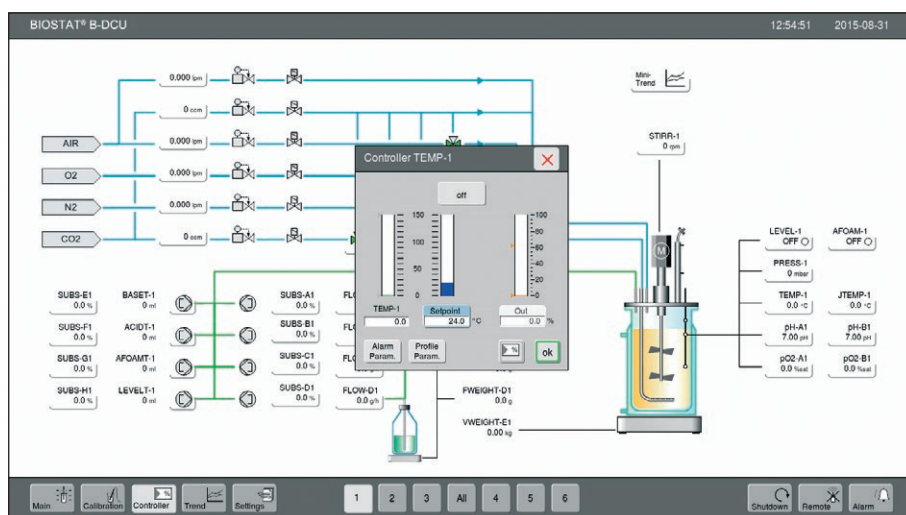 BIOSTAT® B-DCU
12:54:51 2015-08-31
0.000 lpm
Mini-
Trend
0 ccm
STIRR-1
0 rpm
AIR
0.000 lpm
Controller TEMP-1
O2
0.000 lpm
off
N2
0.000 lpm
150
100
50
0
100
80
60
40
20
0
CO2
0 ccm
M
LEVEL-1
OFF
AFOAM-1
OFF
PRESS-1
0 mbar
TEMP-1
0.0 °C
JTEMP-1
0.0 °C
pH-A1
7.00 pH
pH-B1
7.00 pH
pO2-A1
0.0 %sat
pO2-B1
0.0 %sat
SUBS-E1
0.0 %
BASET-1
0 ml
SUBS-A1
0.0 %
FL
TEMP-1
0.0
Setpoint
24.0 °C
Out
0.0 %
SUBS-F1
0.0 %
ACIDT-1
0 ml
SUBS-B1
0.0 %
FL
Alarm
Param.
Profile
Param.
%
ok
SUBS-G1
0.0 %
AFOAMT-1
0 ml
SUBS-C1
0.0 %
FL
SUBS-H1
0.0 %
LEVELT-1
0 ml
SUBS-D1
0.0 %
FLOW-D1
0.0 g/h
FWEIGHT-D1
0.0 g
VWEIGHT-E1
0.00 kg
Main
Calibration
%
Controller
Trend
Settings
1 2 3 All 4 5 6
Shutdown
Remote
Alarm